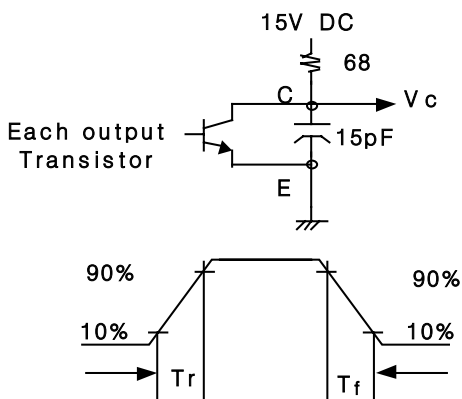 15V DC
68
C
Vc
Each output
Transistor
15pF
E
90%
90%
10%
10%
Tr
Tf